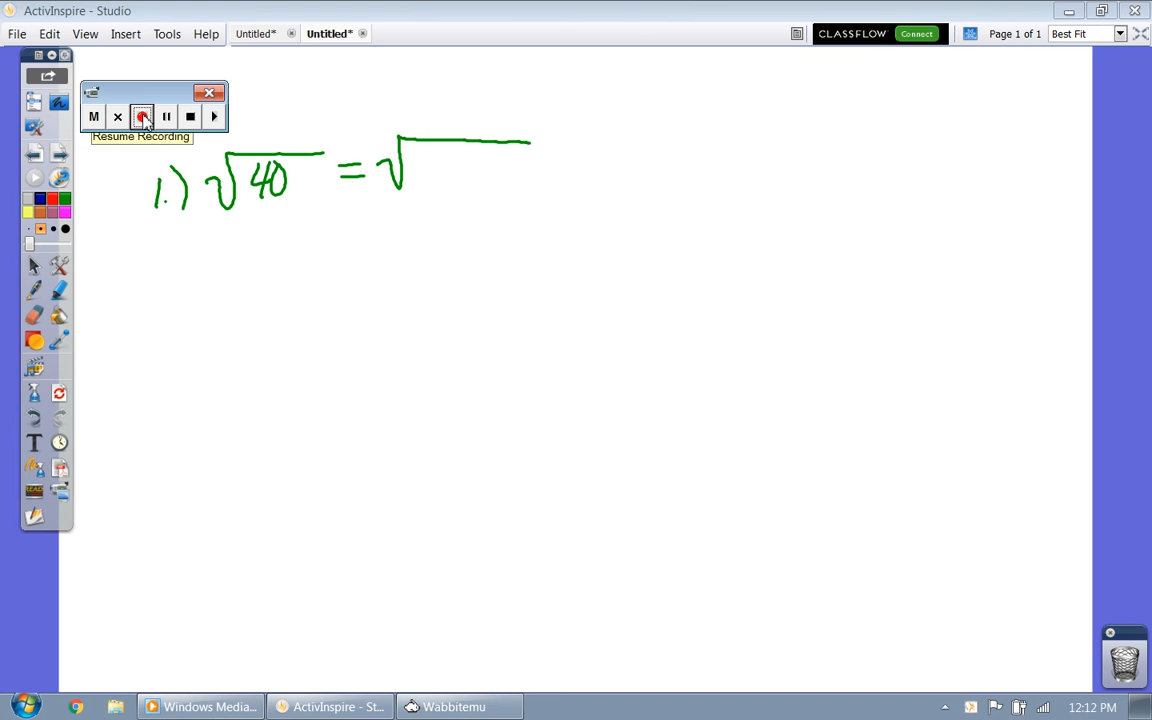 ActivInspire - Studio
File Edit View Insert Tools Help Untitled* Untitled* CLASSFLOW Connect Page 1 of 1 Best Fit
M
Resume Recording
1.) √40 = √
T
Windows Media... ActivInspire - St... Wabbitemu 12:12 PM